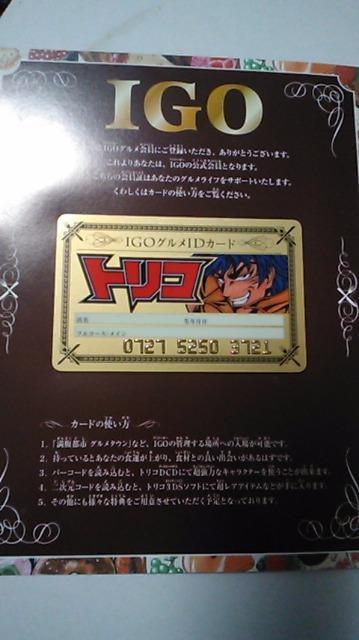 IGO
IGOグルメ会員にご登録いただき、ありがとうございます。
これよりあなたは、IGOの公式会員となります。
こちらの会員証はあなたのグルメライフをサポートいたします。
くわしくはカードの使い方をご覧ください。
IGOグルメIDカード
トリコ
氏名 生年月日
フルコース・メイン
0727 5250 3721
カードの使い方
1.「満腹都市 グルメタウン」など、IGOの管理する場所への入場が可能です。
2. 持っているとあなたの食運が上がり、食材との良い出会いがあるはずです。
3. バーコードを読み込むと、トリコDCDにて超強力なキャラクターを使うことが出来ます。
4. 二次元コードを読み込むと、トリコ3DSソフトにて超レアアイテムなどが手に入ります。
5. その他にも様々な特典をご用意させていただく予定となっております。